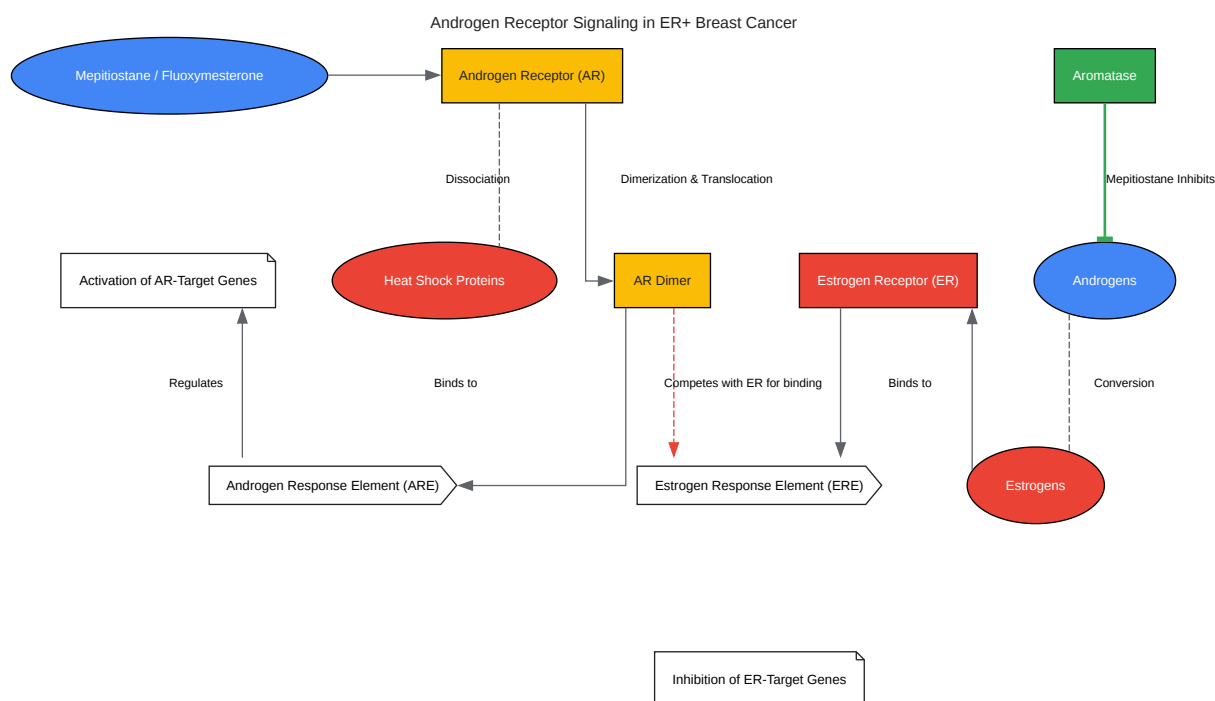 Androgen Receptor Signaling in ER+ Breast Cancer
Mepitiostane / Fluoxymesterone
Androgen Receptor (AR)
Aromatase
Dissociation
Dimerization & Translocation
Mepitiostane Inhibits
Activation of AR-Target Genes
Heat Shock Proteins
AR Dimer
Estrogen Receptor (ER)
Androgens
Regulates
Binds to
Competes with ER for binding
Binds to
Conversion
Androgen Response Element (ARE)
Estrogen Response Element (ERE)
Estrogens
Inhibition of ER-Target Genes